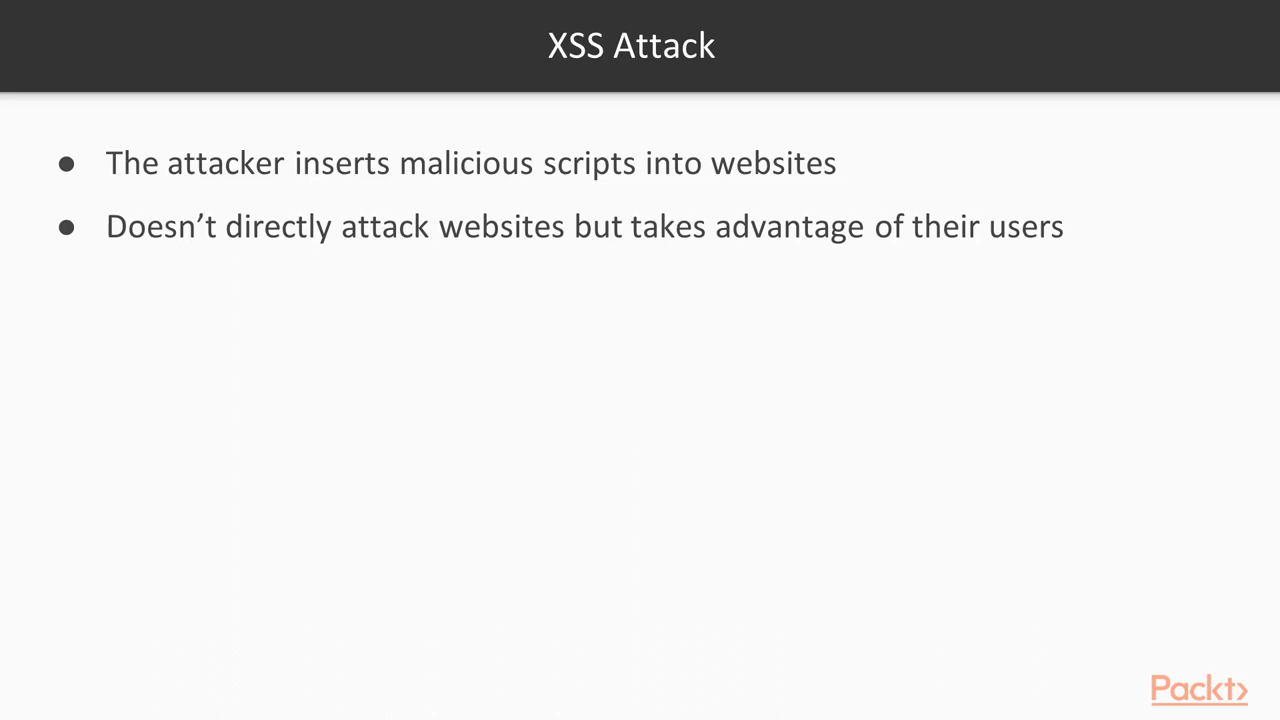 XSS Attack
● The attacker inserts malicious scripts into websites
● Doesn’t directly attack websites but takes advantage of their users
Packt>